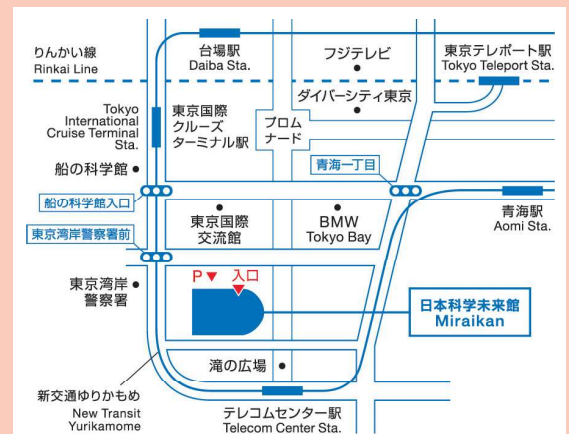 りんかい線
Rinkai Line
台場駅
Daiba Sta.
フジテレビ
東京テレポート駅
Tokyo Teleport Sta.
ダイバーシティ東京
Tokyo
International
Cruise Terminal
Sta.
東京国際
クルーズ
ターミナル駅
プロム
ナード
船の科学館
青海一丁目
船の科学館入口
東京国際
交流館
BMW
Tokyo Bay
青海駅
Aomi Sta.
東京湾岸警察署前
東京湾岸
警察署
P▼
入口
▼
日本科学未来館
Miraikan
滝の広場
新交通ゆりかもめ
New Transit
Yurikamome
テレコムセンター駅
Telecom Center Sta.